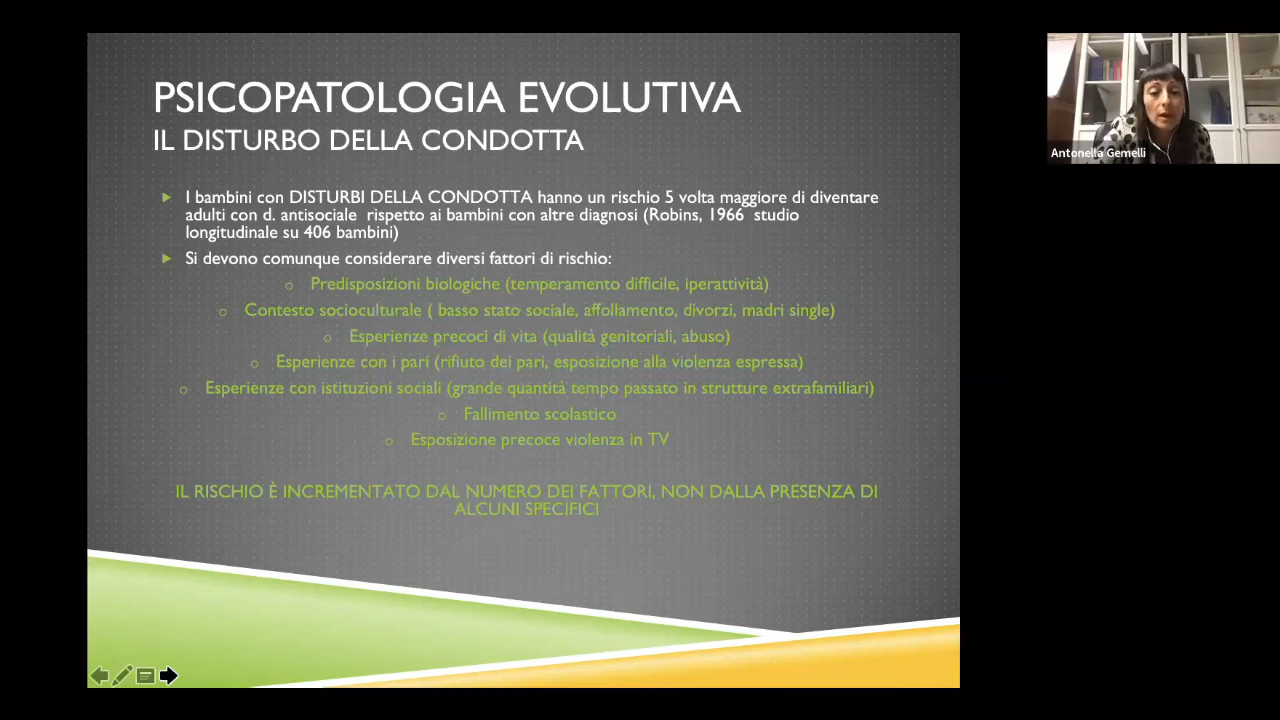 PSICOPATOLOGIA EVOLUTIVA
IL DISTURBO DELLA CONDOTTA
I bambini con DISTURBI DELLA CONDOTTA hanno un rischio 5 volta maggiore di diventare
adulti con d. antisociale rispetto ai bambini con altre diagnosi (Robins, 1966 studio
longitudinale su 406 bambini)
Si devono comunque considerare diversi fattori di rischio:
Predisposizioni biologiche (temperamento difficile, iperattività)
Contesto socioculturale ( basso stato sociale, affollamento, divorzi, madri single)
Esperienze precoci di vita (qualità genitoriali, abuso)
Esperienze con i pari (rifiuto dei pari, esposizione alla violenza espressa)
Esperienze con istituzioni sociali (grande quantità tempo passato in strutture extrafamiliari)
Fallimento scolastico
Esposizione precoce violenza in TV
IL RISCHIO È INCREMENTATO DAL NUMERO DEI FATTORI, NON DALLA PRESENZA DI
ALCUNI SPECIFICI
Antonella Gemelli